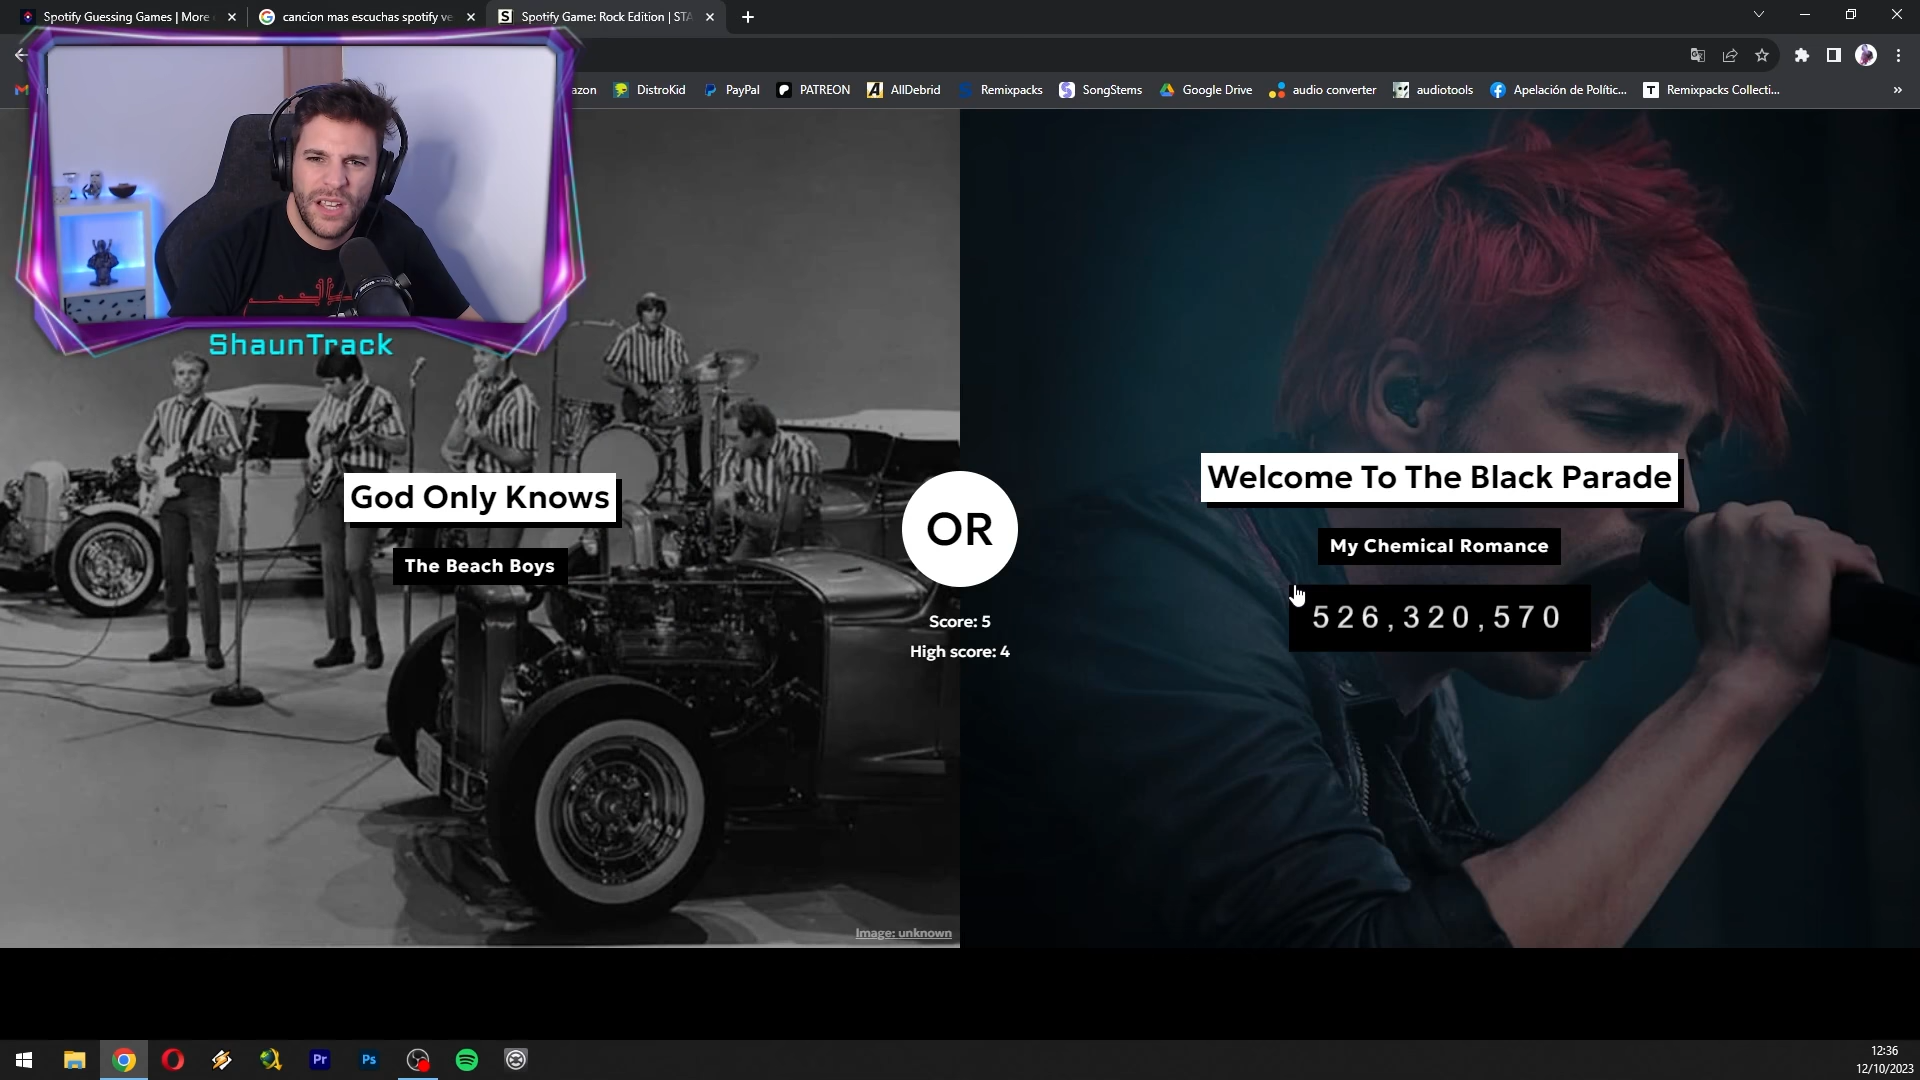 Spotify Guessing Games | More
cancion mas escuchas spotify ve
Spotify Game: Rock Edition | STA
azon
DistroKid
PayPal
PATREON
AllDebrid
Remixpacks
SongStems
Google Drive
audio converter
audiotools
Apelación de Polític...
Remixpacks Collecti...
ShaunTrack
God Only Knows
The Beach Boys
OR
Score: 5
High score: 4
Welcome To The Black Parade
My Chemical Romance
526,320,570
Image: unknown
12:36
12/10/2023